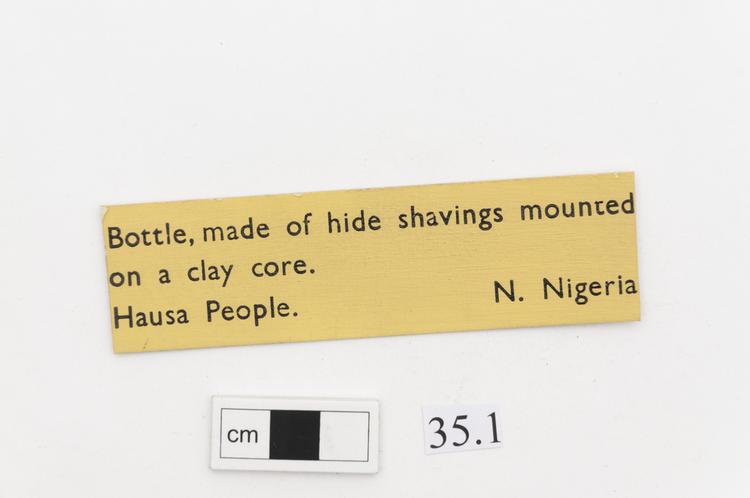 Bottle, made of hide shavings mounted
on a clay core.
Hausa People. N. Nigeria
cm
35.1